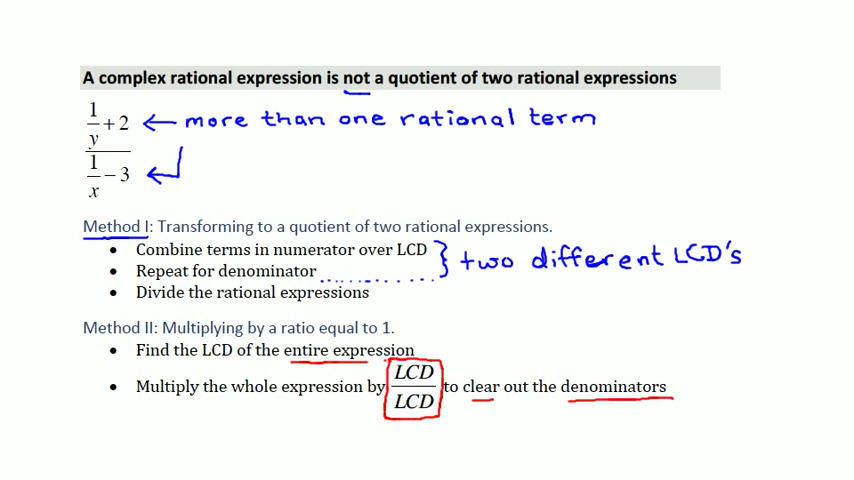 A complex rational expression is not a quotient of two rational expressions
1/y + 2 ← more than one rational term
1/x − 3 ←
Method I: Transforming to a quotient of two rational expressions.
• Combine terms in numerator over LCD } two different LCD's
• Repeat for denominator
• Divide the rational expressions
Method II: Multiplying by a ratio equal to 1.
• Find the LCD of the entire expression
• Multiply the whole expression by LCD/LCD to clear out the denominators